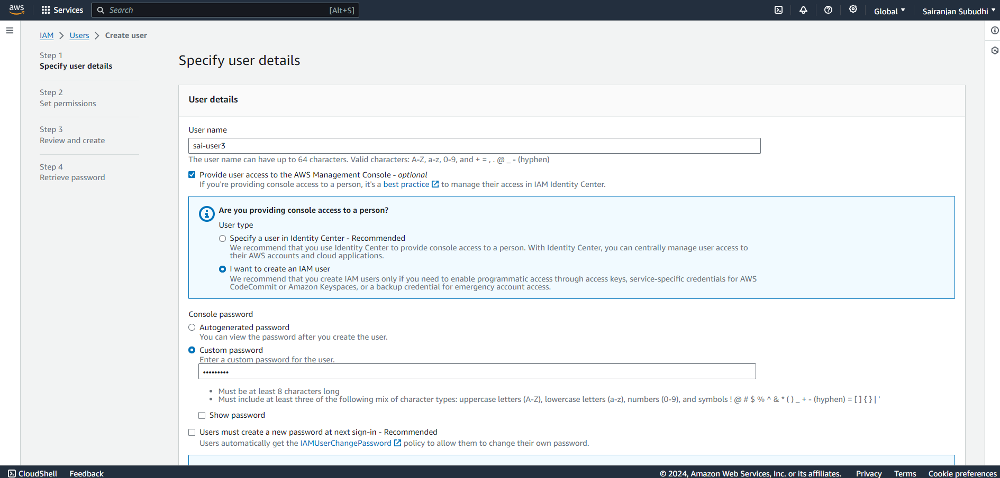 aws
Services
Search
[Alt+S]
Global
Sairanjan Subudhi
IAM
Users
Create user
Step 1
Specify user details
Step 2
Set permissions
Step 3
Review and create
Step 4
Retrieve password
Specify user details
User details
User name
sai-user3
The user name can have up to 64 characters. Valid characters: A-Z, a-z, 0-9, and + = , . @ _ - (hyphen)
Provide user access to the AWS Management Console - optional
If you're providing console access to a person, it's a best practice to manage their access in IAM Identity Center.
Are you providing console access to a person?
User type
Specify a user in Identity Center - Recommended
We recommend that you use Identity Center to provide console access to a person. With Identity Center, you can centrally manage user access to
their AWS accounts and cloud applications.
I want to create an IAM user
We recommend that you create IAM users only if you need to enable programmatic access through access keys, service-specific credentials for AWS
CodeCommit or Amazon Keyspaces, or a backup credential for emergency account access.
Console password
Autogenerated password
You can view the password after you create the user.
Custom password
Enter a custom password for the user.
•••••••••
• Must be at least 8 characters long
• Must include at least three of the following mix of character types: uppercase letters (A-Z), lowercase letters (a-z), numbers (0-9), and symbols ! @ # $ % ^ & * ( ) _ + - (hyphen) = [ ] { } | '
Show password
Users must create a new password at next sign-in - Recommended
Users automatically get the IAMUserChangePassword policy to allow them to change their own password.
CloudShell
Feedback
© 2024, Amazon Web Services, Inc. or its affiliates.
Privacy
Terms
Cookie preferences